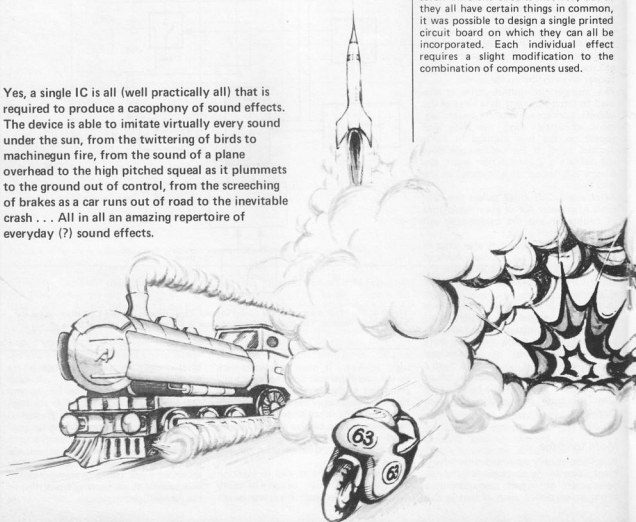 Yes, a single IC is all (well practically all) that is
required to produce a cacophony of sound effects.
The device is able to imitate virtually every sound
under the sun, from the twittering of birds to
machinegun fire, from the sound of a plane
overhead to the high pitched squeal as it plummets
to the ground out of control, from the screeching
of brakes as a car runs out of road to the inevitable
crash . . . All in all an amazing repertoire of
everyday (?) sound effects.
they all have certain things in common,
it was possible to design a single printed
circuit board on which they can all be
incorporated. Each individual effect
requires a slight modification to the
combination of components used.
63
63